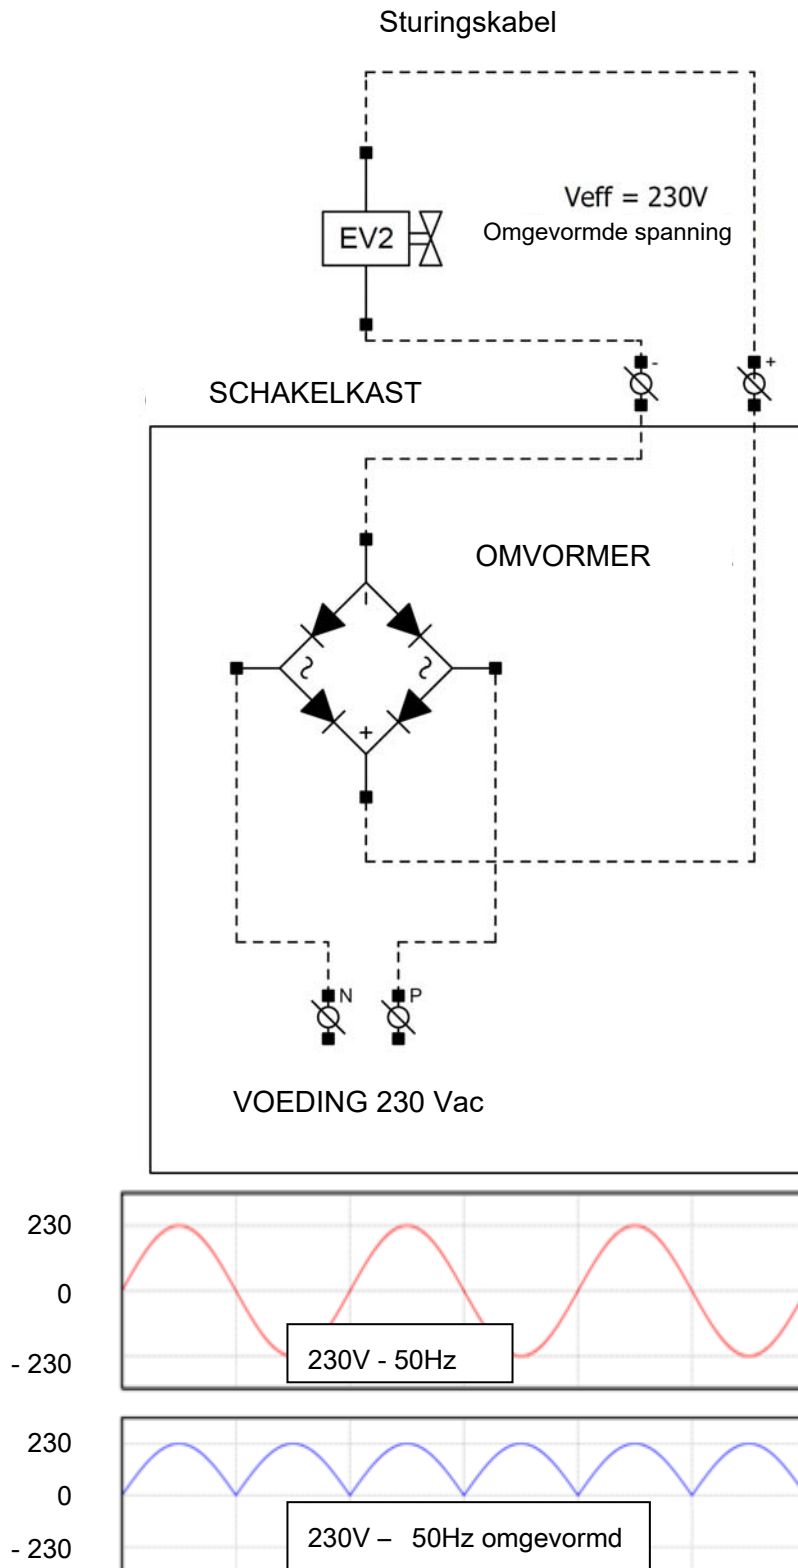 Sturingskabel
Veff = 230V
EV2
Omgevormde spanning
- +
SCHAKELKAST
OMVORMER
-
~ ~
+
N P
VOEDING 230 Vac
230
0
- 230
230V - 50Hz
230
0
- 230
230V – 50Hz omgevormd